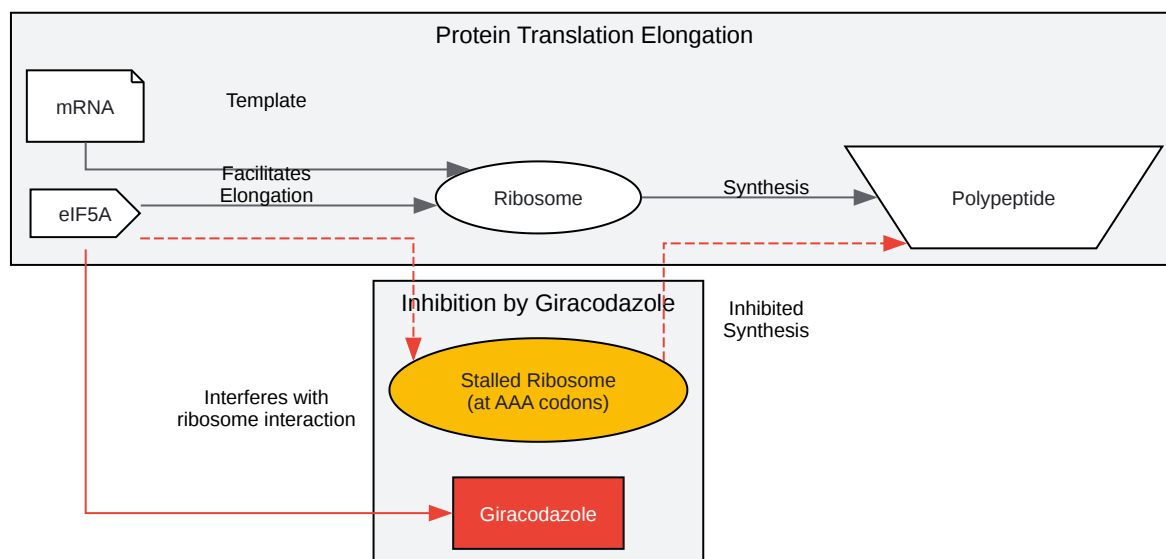 Protein Translation Elongation
mRNA
Template
Facilitates
Elongation
eIF5A
Ribosome
Synthesis
Polypeptide
Inhibition by Giracodazole
Inhibited
Synthesis
Stalled Ribosome
(at AAA codons)
Interferes with
ribosome interaction
Giracodazole